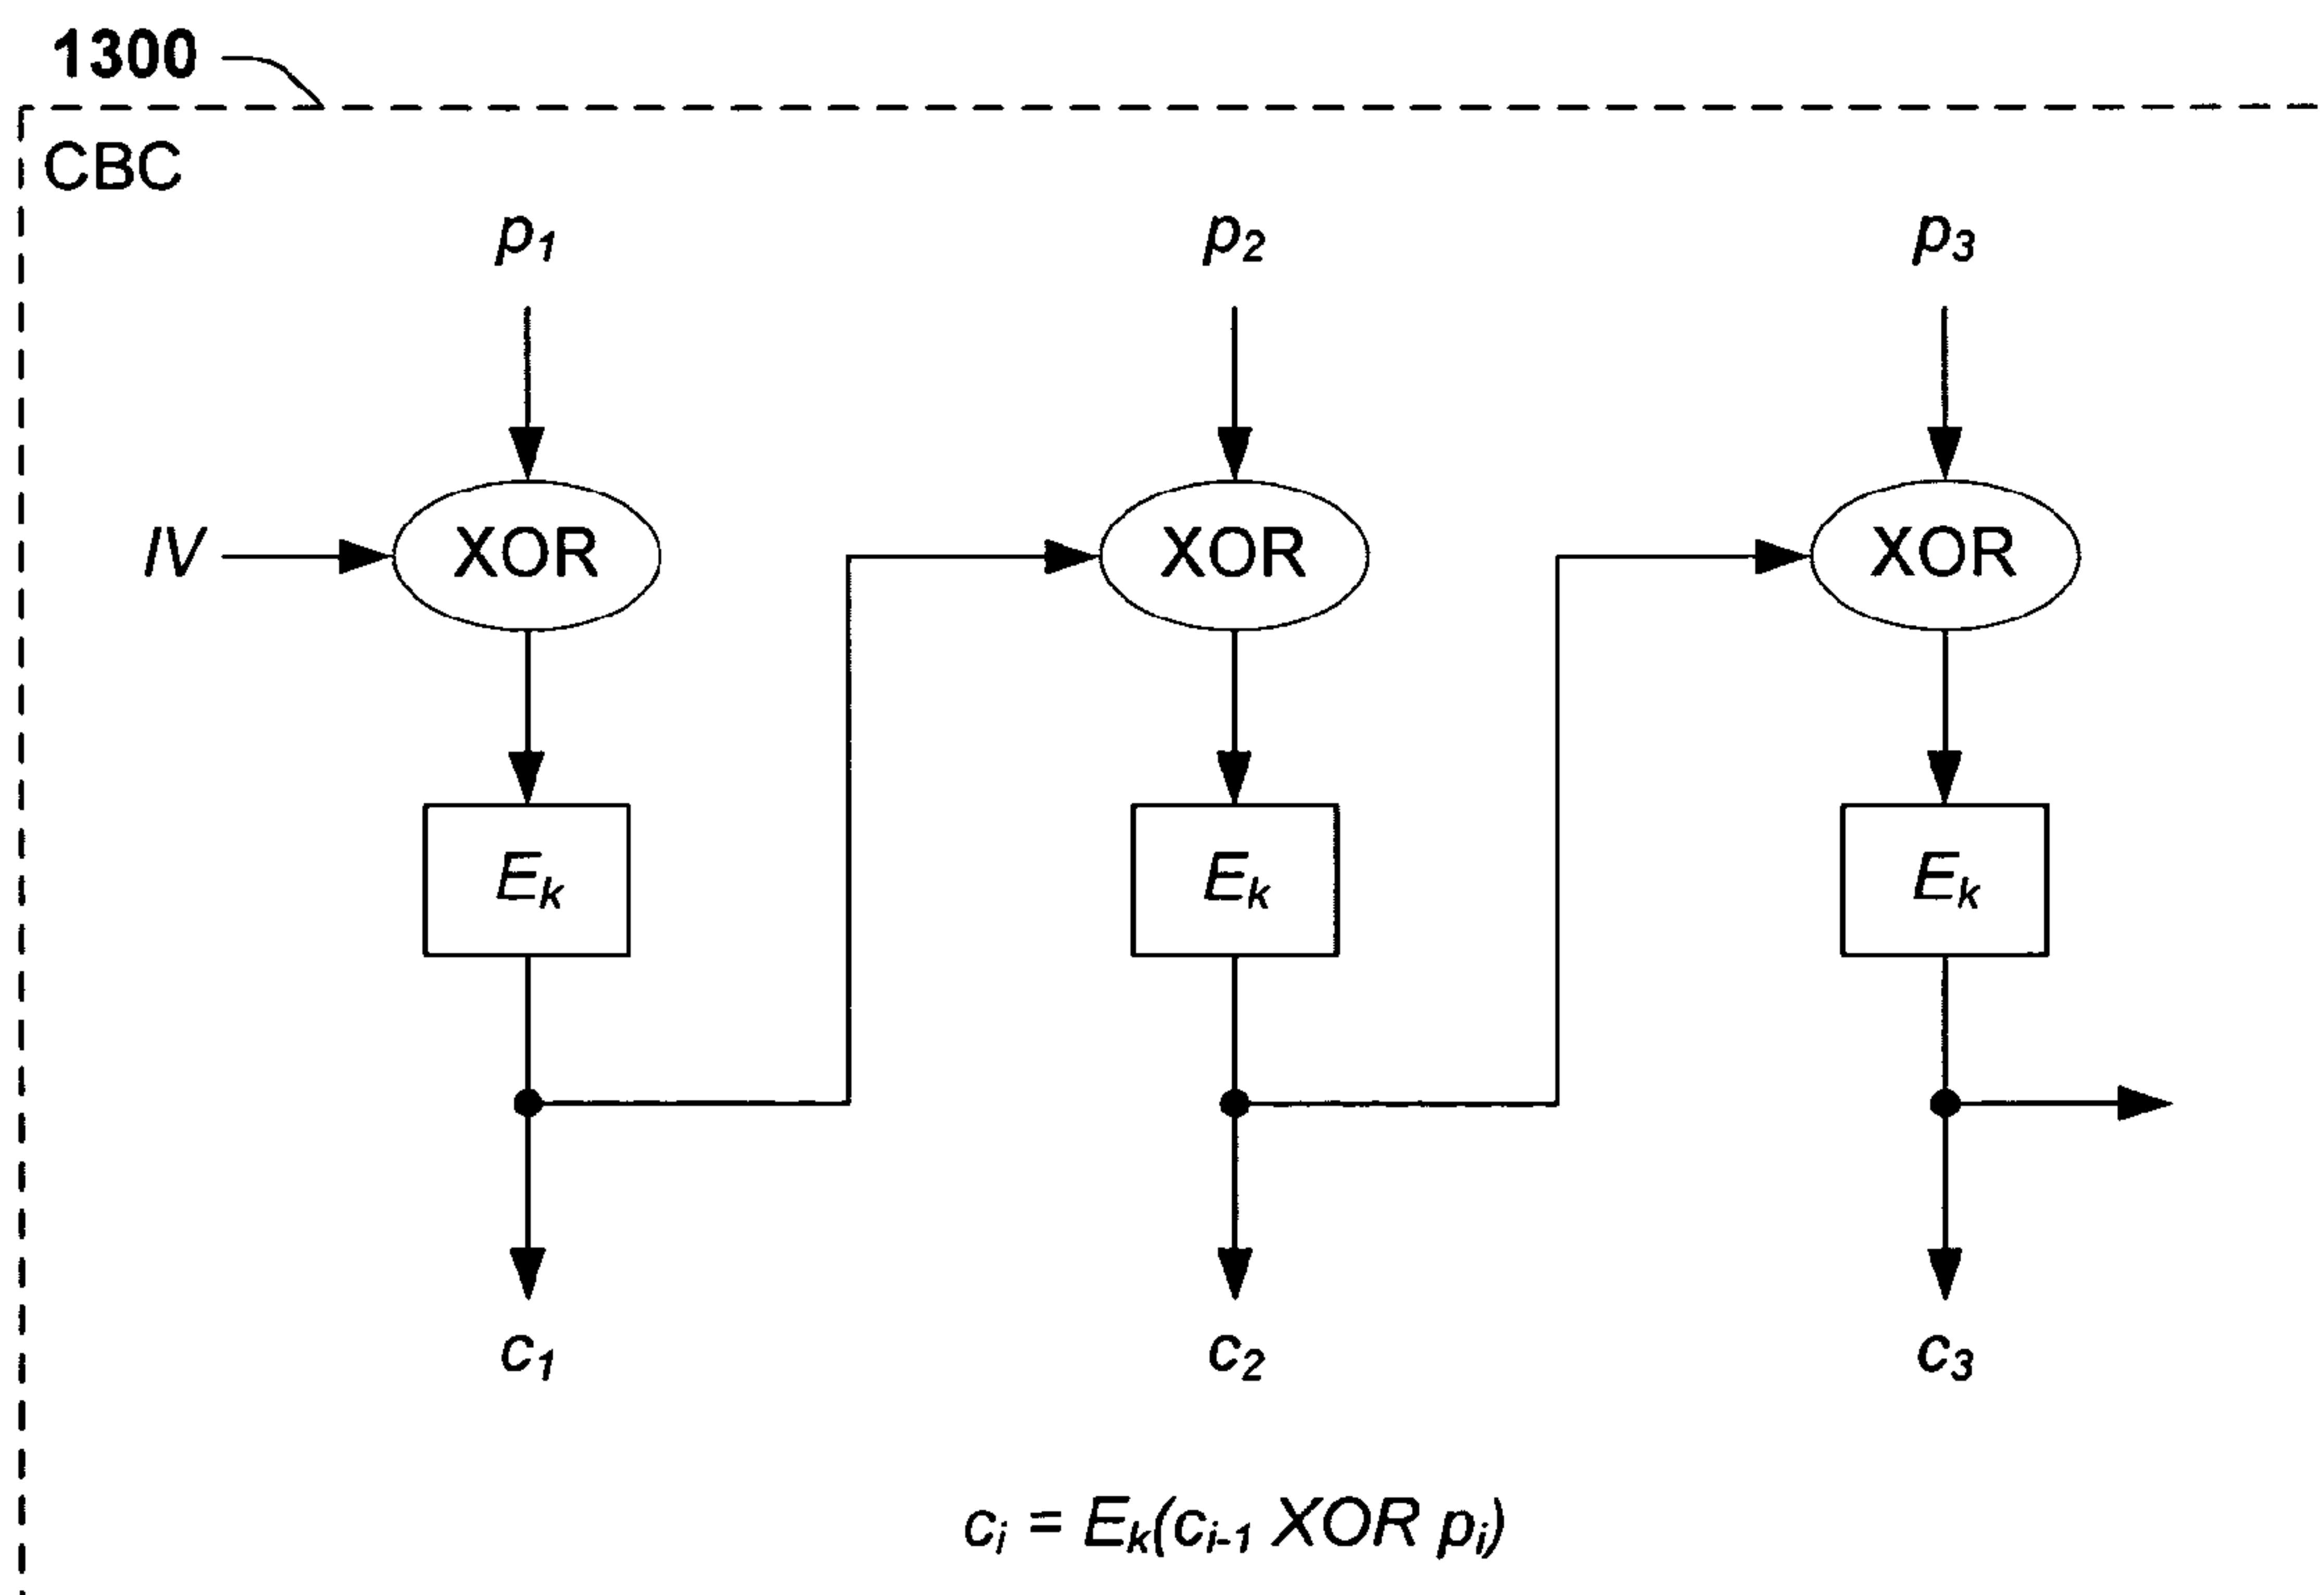 1300
CBC
p₁ p₂ p₃
IV XOR XOR XOR
Eₖ Eₖ Eₖ
c₁ c₂ c₃
cᵢ = Eₖ(cᵢ₋₁ XOR pᵢ)